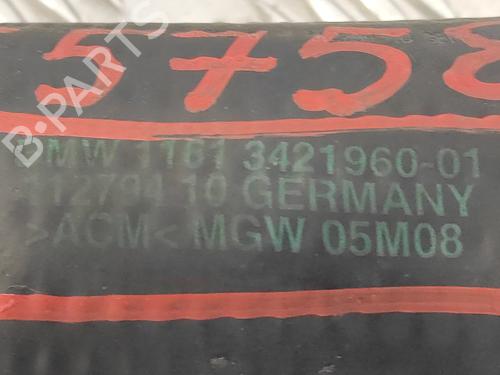 5758
B-PARTS
BMW 1161 3421960-01
112794 10 GERMANY
>ACM< MGW 05M08